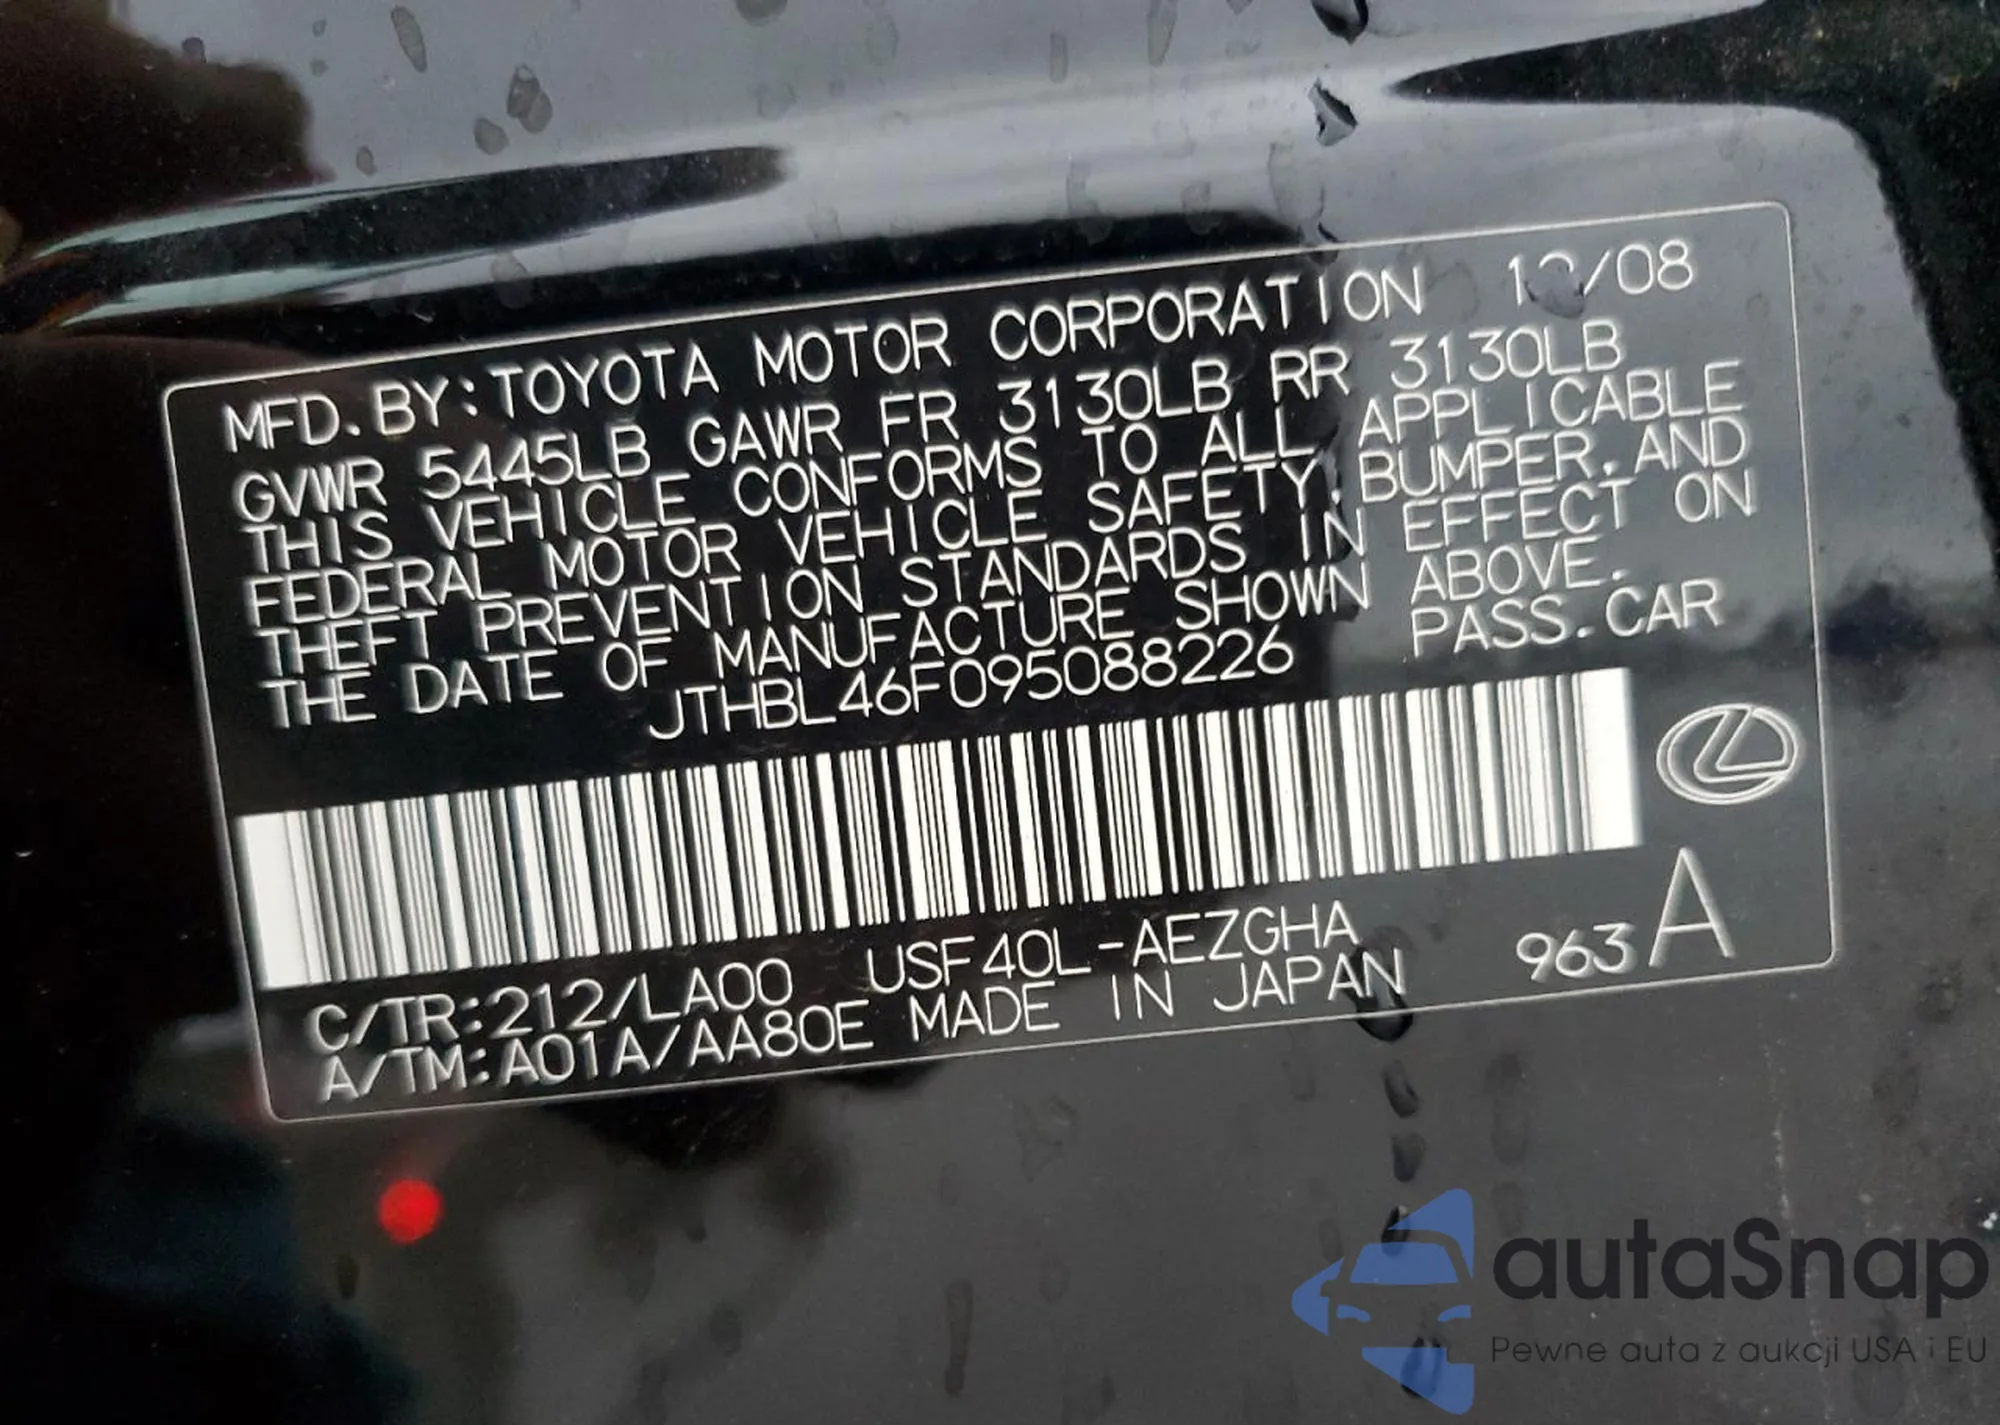 MFD. BY: TOYOTA MOTOR CORPORATION /08
GVWR 5445LB GAWR FR 3130LB RR 3130LB
THIS VEHICLE CONFORMS TO ALL APPLICABLE
FEDERAL MOTOR VEHICLE SAFETY, BUMPER, AND
THEFT PREVENTION STANDARDS IN EFFECT ON
THE DATE OF MANUFACTURE SHOWN ABOVE.
JTHBL46F095088226 PASS. CAR
C/TR: 212/LA00 USF40L-AEZGHA
A/TM: A01A/AA80E MADE IN JAPAN 963 A
autaSnap
Pewne auta z aukcji USA i EU